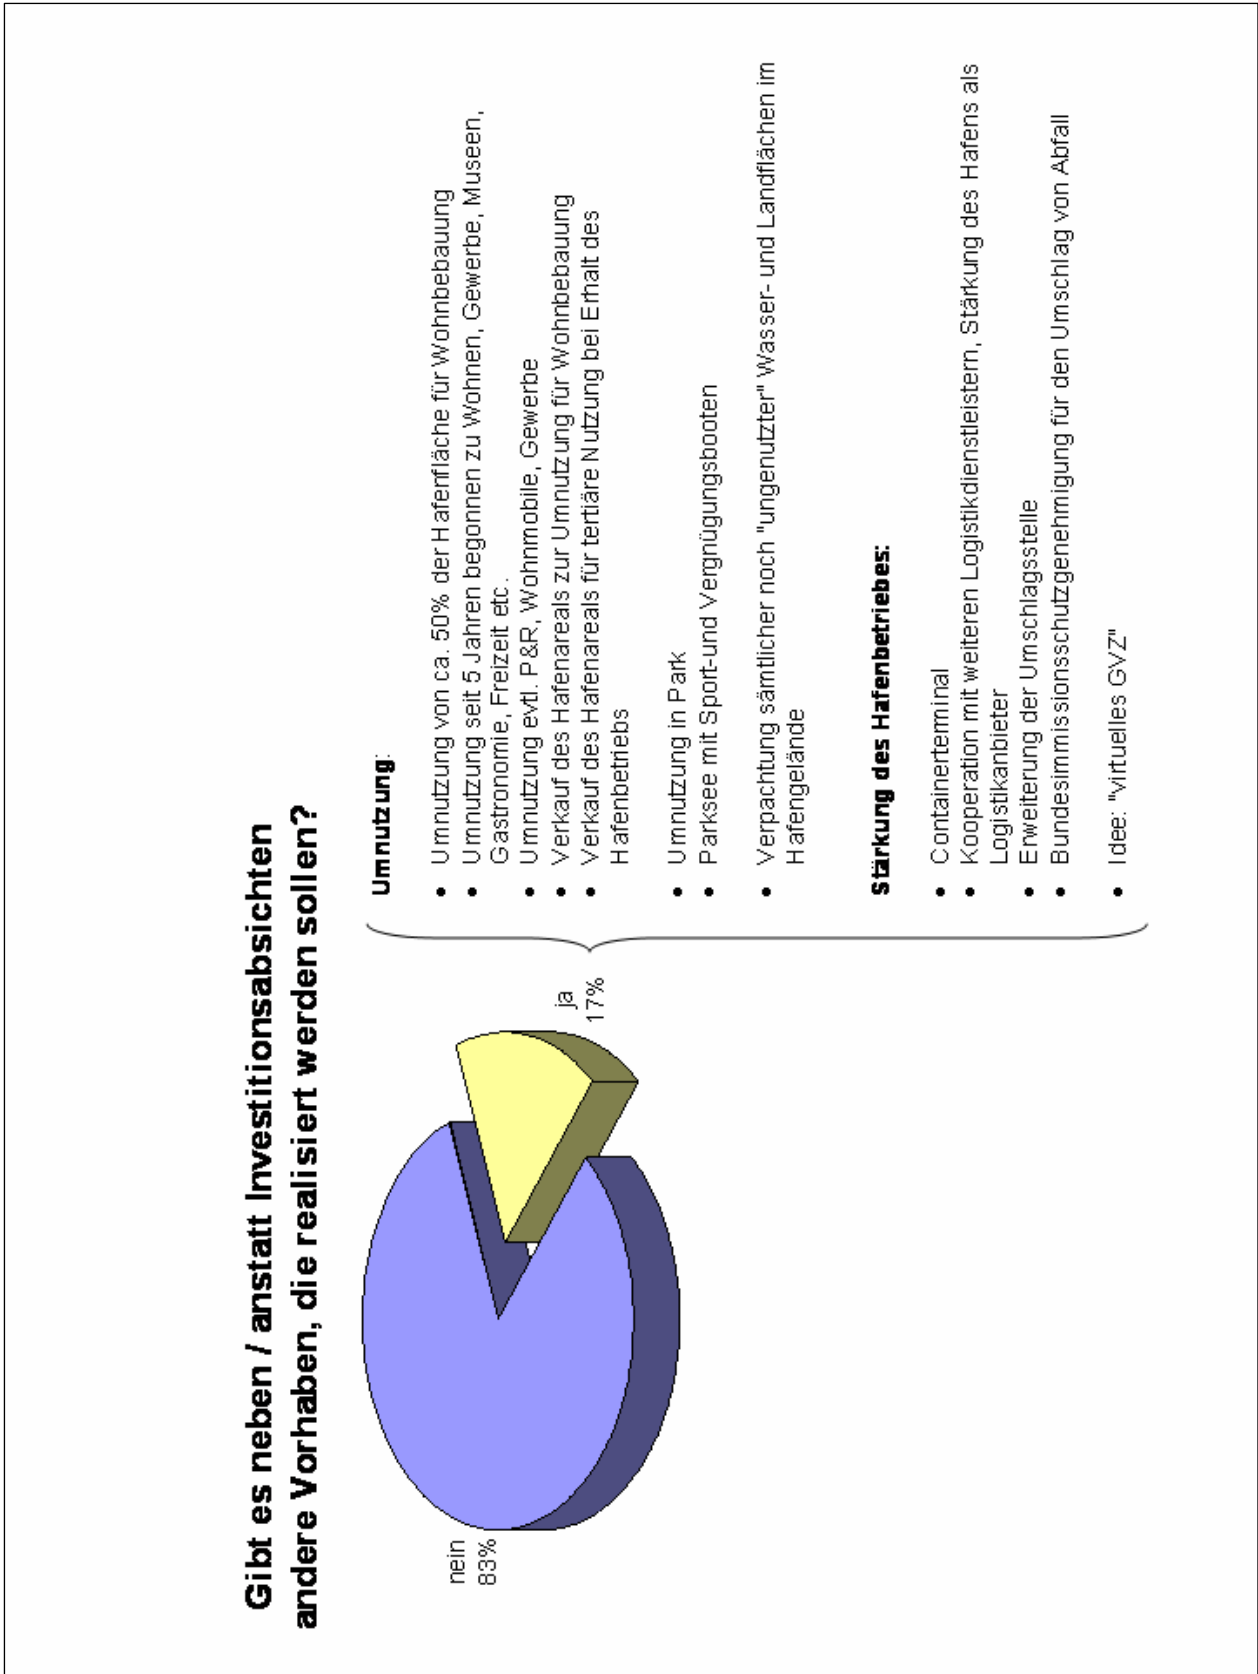 Gibt es neben / anstatt Investitionsabsichten
andere Vorhaben, die realisiert werden sollen?
nein
83%
ja
17%
Umnutzung:
• Umnutzung von ca. 50% der Hafenfläche für Wohnbebauung
• Umnutzung seit 5 Jahren begonnen zu Wohnen, Gewerbe, Museen,
Gastronomie, Freizeit etc.
• Umnutzung evtl. P&R, Wohnmobile, Gewerbe
• Verkauf des Hafenareals zur Umnutzung für Wohnbebauung
• Verkauf des Hafenareals für tertiäre Nutzung bei Erhalt des
Hafenbetriebs
• Umnutzung in Park
• Parksee mit Sport-und Vergnügungsbooten
• Verpachtung sämtlicher noch "ungenutzter" Wasser- und Landflächen im
Hafengelände
Stärkung des Hafenbetriebes:
• Containerterminal
• Kooperation mit weiteren Logistikdienstleistern, Stärkung des Hafens als
Logistikanbieter
• Erweiterung der Umschlagsstelle
• Bundesimmissionsschutzgenehmigung für den Umschlag von Abfall
• Idee: "virtuelles GVZ"